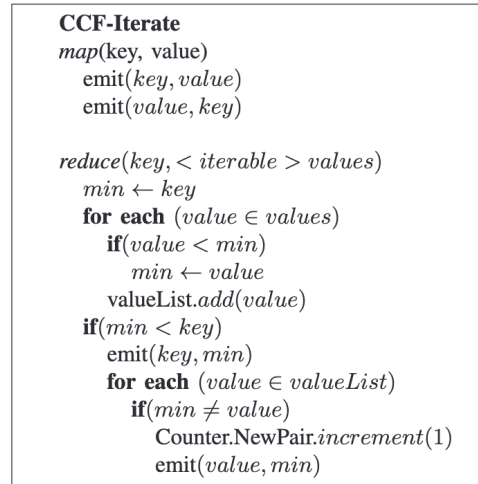 CCF-Iterate
map(key, value)
emit(key, value)
emit(value, key)
reduce(key, < iterable > values)
min ← key
for each (value ∈ values)
if(value < min)
min ← value
valueList.add(value)
if(min < key)
emit(key, min)
for each (value ∈ valueList)
if(min ≠ value)
Counter.NewPair.increment(1)
emit(value, min)